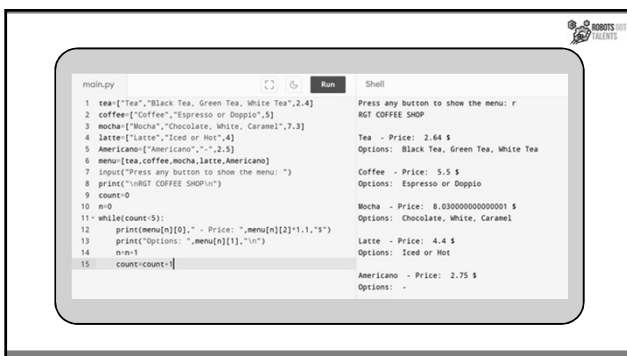 ROBOTS GOT
TALENTS
main.py
Run
Shell
1 tea=["Tea","Black Tea, Green Tea, White Tea",2.4]
2 coffee=["Coffee","Espresso or Doppio",5]
3 mocha=["Mocha","Chocolate, White, Caramel",7.3]
4 latte=["Latte","Iced or Hot",4]
5 Americano=["Americano","-",2.5]
6 menu=[tea,coffee,mocha,latte,Americano]
7 input("Press any button to show the menu: ")
8 print("\nRGT COFFEE SHOP\n")
9 count=0
10 n=0
11 while(count<5):
12 print(menu[n][0]," - Price: ",menu[n][2]*1.1,"$")
13 print("Options: ",menu[n][1],"\n")
14 n=n+1
15 count=count+1
Press any button to show the menu: r
RGT COFFEE SHOP
Tea - Price: 2.64 $
Options: Black Tea, Green Tea, White Tea
Coffee - Price: 5.5 $
Options: Espresso or Doppio
Mocha - Price: 8.030000000000001 $
Options: Chocolate, White, Caramel
Latte - Price: 4.4 $
Options: Iced or Hot
Americano - Price: 2.75 $
Options: -